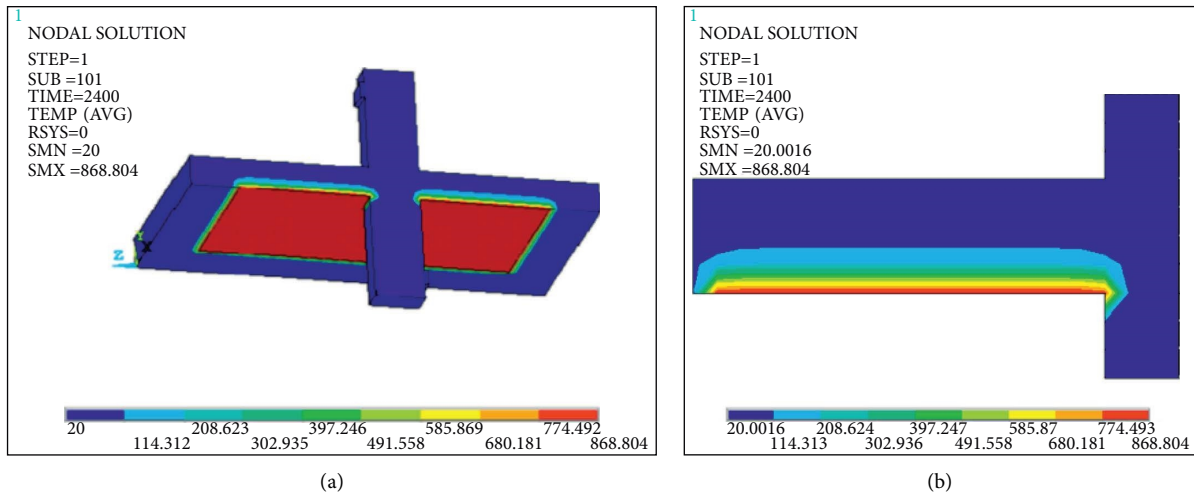 1
NODAL SOLUTION
STEP=1
SUB =101
TIME=2400
TEMP (AVG)
RSYS=0
SMN =20
SMX =868.804
Y
X
Z
20 208.623 397.246 585.869 774.492
114.312 302.935 491.558 680.181 868.804
(a)
1
NODAL SOLUTION
STEP=1
SUB =101
TIME=2400
TEMP (AVG)
RSYS=0
SMN =20.0016
SMX =868.804
20.0016 208.624 397.247 585.87 774.493
114.313 302.936 491.558 680.181 868.804
(b)